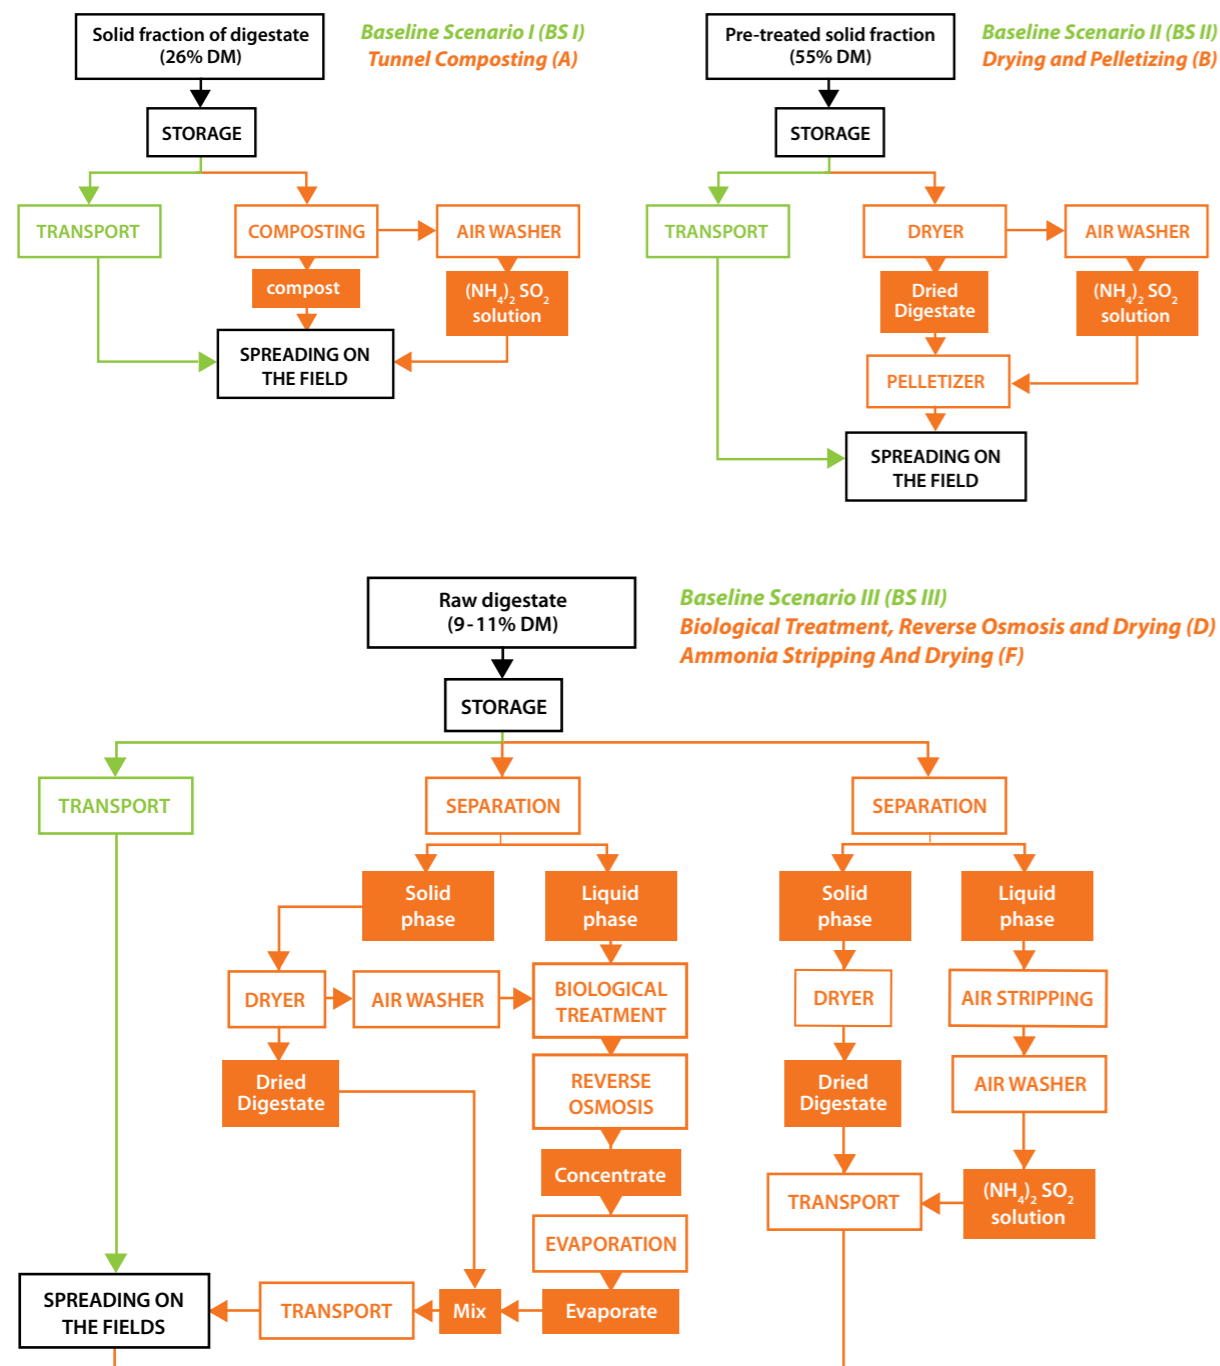 Solid fraction of digestate
(26% DM)
Baseline Scenario I (BS I)
Tunnel Composting (A)
STORAGE
TRANSPORT
COMPOSTING
AIR WASHER
compost
(NH₄)₂ SO₂
solution
SPREADING ON
THE FIELD
Pre-treated solid fraction
(55% DM)
Baseline Scenario II (BS II)
Drying and Pelletizing (B)
STORAGE
TRANSPORT
DRYER
AIR WASHER
Dried
Digestate
(NH₄)₂ SO₂
solution
PELLETIZER
SPREADING ON
THE FIELD
Raw digestate
(9-11% DM)
Baseline Scenario III (BS III)
Biological Treatment, Reverse Osmosis and Drying (D)
Ammonia Stripping And Drying (F)
STORAGE
TRANSPORT
SEPARATION
SEPARATION
Solid
phase
Liquid
phase
Solid
phase
Liquid
phase
DRYER
AIR WASHER
BIOLOGICAL
TREATMENT
DRYER
AIR STRIPPING
Dried
Digestate
REVERSE
OSMOSIS
Dried
Digestate
AIR WASHER
Concentrate
TRANSPORT
(NH₄)₂ SO₂
solution
EVAPORATION
SPREADING ON
THE FIELDS
TRANSPORT
Mix
Evaporate